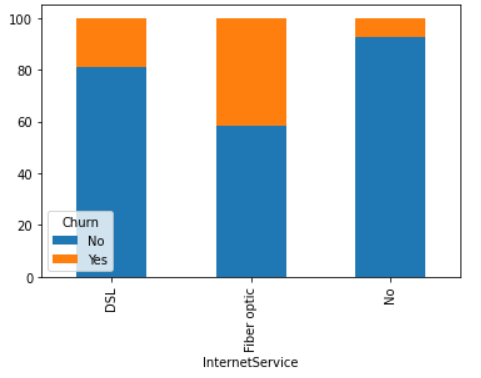 100
80
60
40
20
0
Churn
No
Yes
DSL
Fiber optic
No
InternetService